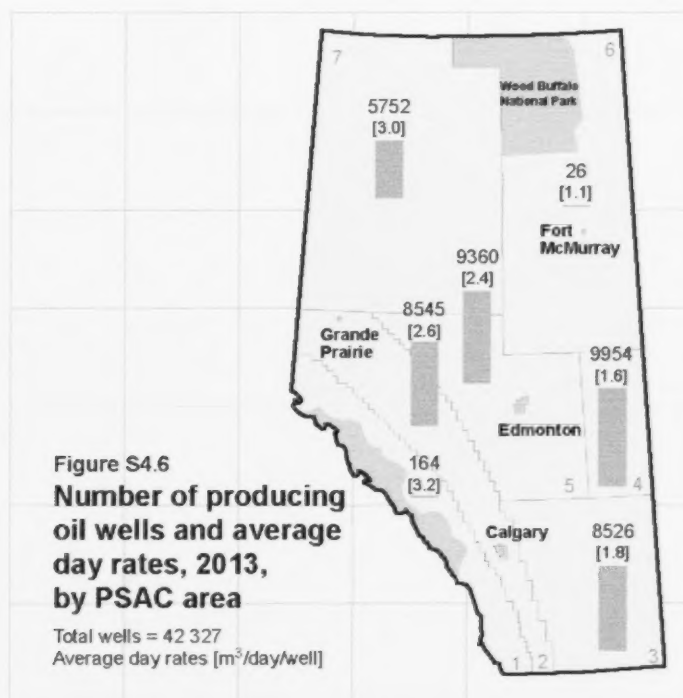 7
6
Wood Buffalo
National Park
5752
[3.0]
26
[1.1]
Fort
McMurray
9360
[2.4]
8545
[2.6]
Grande
Prairie
9954
[1.6]
Edmonton
164
[3.2]
5
4
Calgary
8526
[1.8]
1
2
3
Figure S4.6
Number of producing
oil wells and average
day rates, 2013,
by PSAC area
Total wells = 42 327
Average day rates [m³/day/well]